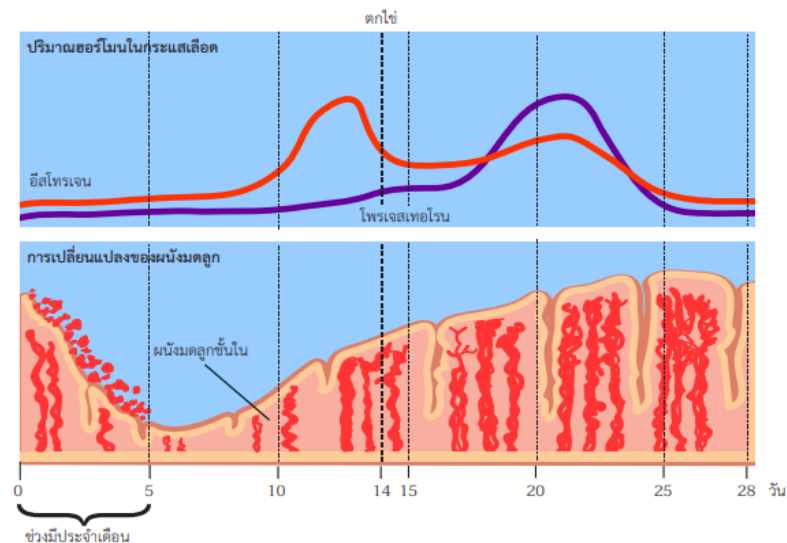 ตกไข่
ปริมาณฮอร์โมนในกระแสเลือด
อีสโทรเจน
โพรเจสเทอโรน
การเปลี่ยนแปลงของผนังมดลูก
ผนังมดลูกชั้นใน
0 5 10 14 15 20 25 28 วัน
ช่วงมีประจำเดือน